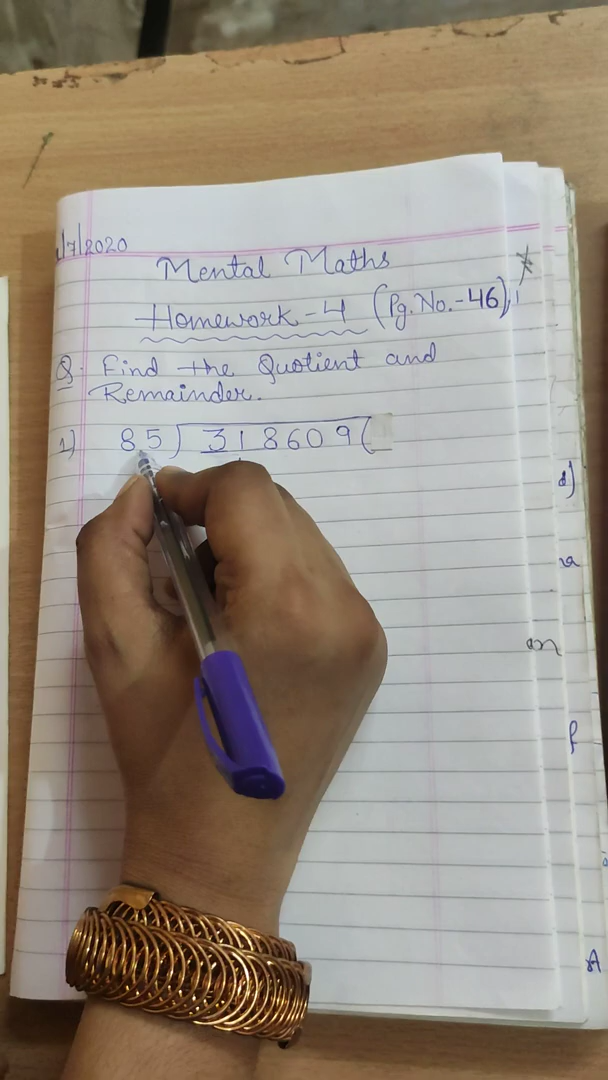 /7/2020
Mental Maths
Homework-4 (Pg. No.-46)
Q. Find the Quotient and
Remainder.
1) 85)318609(
d)
A